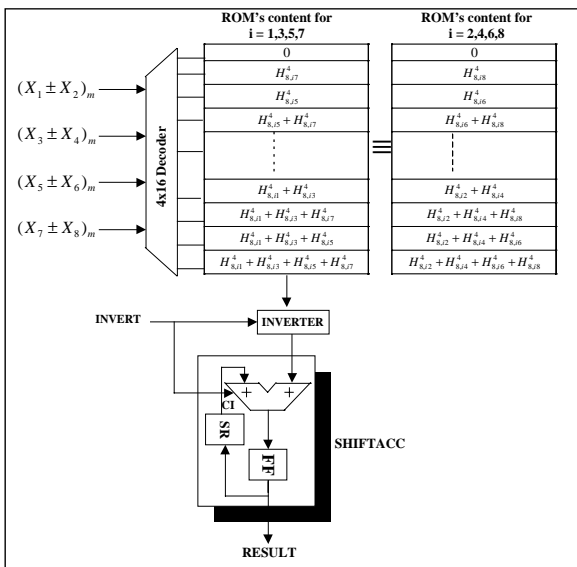 ROM's content for
i = 1,3,5,7
ROM's content for
i = 2,4,6,8
0
0
H⁴₈,ᵢ₇
H⁴₈,ᵢ₈
(X₁ ± X₂)ₘ
H⁴₈,ᵢ₅
H⁴₈,ᵢ₆
H⁴₈,ᵢ₅ + H⁴₈,ᵢ₇
H⁴₈,ᵢ₆ + H⁴₈,ᵢ₈
(X₃ ± X₄)ₘ
4x16 Decoder
≡
(X₅ ± X₆)ₘ
H⁴₈,ᵢ₁ + H⁴₈,ᵢ₃
H⁴₈,ᵢ₂ + H⁴₈,ᵢ₄
H⁴₈,ᵢ₁ + H⁴₈,ᵢ₃ + H⁴₈,ᵢ₇
H⁴₈,ᵢ₂ + H⁴₈,ᵢ₄ + H⁴₈,ᵢ₈
(X₇ ± X₈)ₘ
H⁴₈,ᵢ₁ + H⁴₈,ᵢ₃ + H⁴₈,ᵢ₅
H⁴₈,ᵢ₂ + H⁴₈,ᵢ₄ + H⁴₈,ᵢ₆
H⁴₈,ᵢ₁ + H⁴₈,ᵢ₃ + H⁴₈,ᵢ₅ + H⁴₈,ᵢ₇
H⁴₈,ᵢ₂ + H⁴₈,ᵢ₄ + H⁴₈,ᵢ₆ + H⁴₈,ᵢ₈
INVERT
INVERTER
+ +
CI
SR
FF
SHIFTACC
RESULT